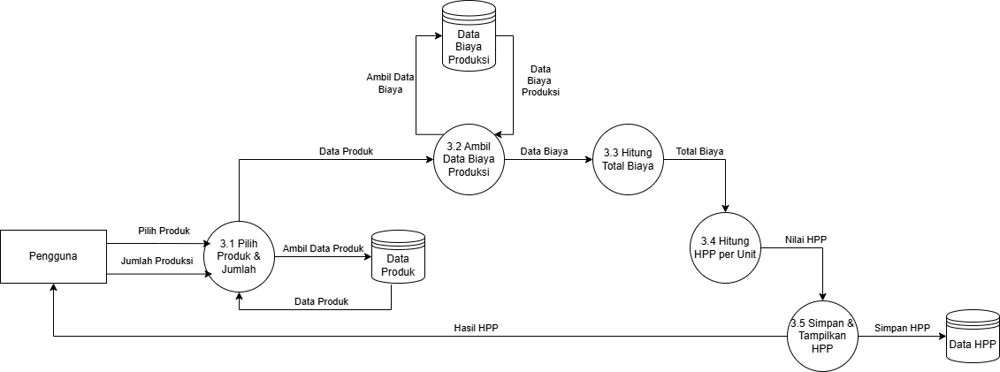 Data
Biaya
Produksi
Ambil Data
Biaya
Data
Biaya
Produksi
Data Produk
3.2 Ambil
Data Biaya
Produksi
Data Biaya
3.3 Hitung
Total Biaya
Total Biaya
Pengguna
Pilih Produk
Jumlah Produksi
3.1 Pilih
Produk &
Jumlah
Ambil Data Produk
Data
Produk
Data Produk
3.4 Hitung
HPP per Unit
Nilai HPP
Hasil HPP
3.5 Simpan &
Tampilkan
HPP
Simpan HPP
Data HPP